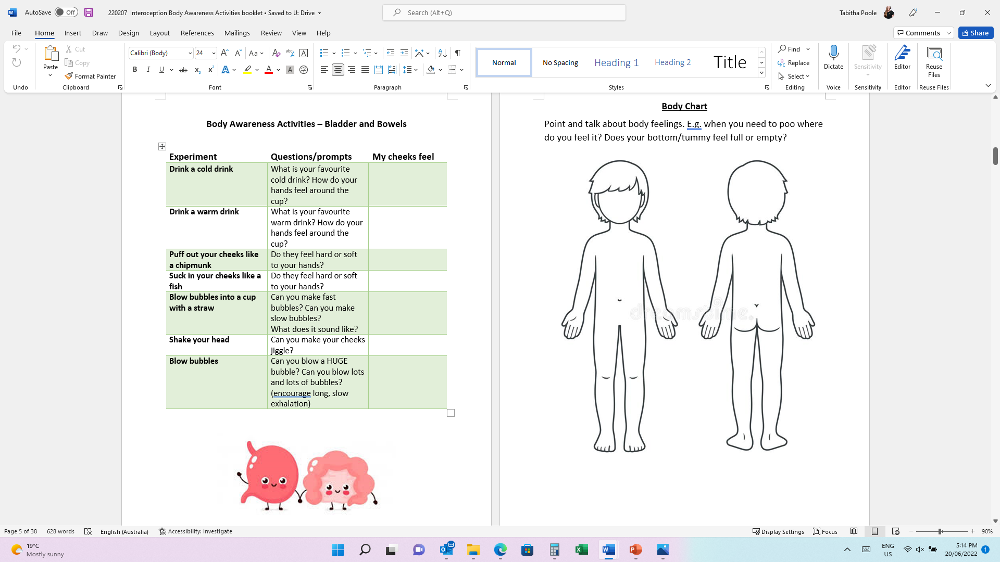 AutoSave Off 220207 Interoception Body Awareness Activities booklet • Saved to U: Drive Search (Alt+Q) Tabitha Poole
File Home Insert Draw Design Layout References Mailings Review View Help Comments Share
Cut
Copy
Paste
Format Painter
Calibri (Body) 24
Normal No Spacing Heading 1 Heading 2 Title
Find
Replace
Select
Dictate Sensitivity Editor Reuse
Files
Undo Clipboard Font Paragraph Styles Editing Voice Sensitivity Editor Reuse Files
Body Awareness Activities – Bladder and Bowels
Experiment Questions/prompts My cheeks feel
Drink a cold drink
What is your favourite
cold drink? How do your
hands feel around the
cup?
Drink a warm drink
What is your favourite
warm drink? How do your
hands feel around the
cup?
Puff out your cheeks like
a chipmunk
Do they feel hard or soft
to your hands?
Suck in your cheeks like a
fish
Do they feel hard or soft
to your hands?
Blow bubbles into a cup
with a straw
Can you make fast
bubbles? Can you make
slow bubbles?
What does it sound like?
Shake your head
Can you make your cheeks
jiggle?
Blow bubbles
Can you blow a HUGE
bubble? Can you blow lots
and lots of bubbles?
(encourage long, slow
exhalation)
Body Chart
Point and talk about body feelings. E.g. when you need to poo where
do you feel it? Does your bottom/tummy feel full or empty?
dreamstime.
Page 5 of 38 628 words English (Australia) Accessibility: Investigate Display Settings Focus 90%
19°C
Mostly sunny
ENG
US
5:14 PM
20/06/2022
1